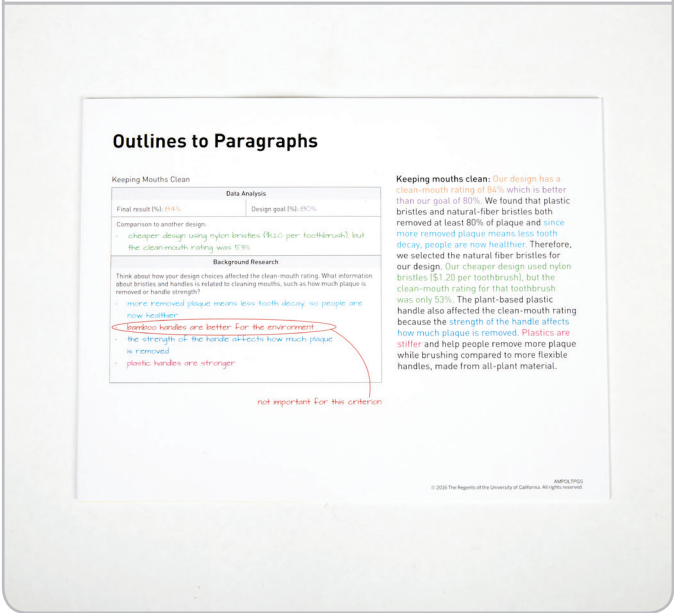 Outlines to Paragraphs
Keeping Mouths Clean
Data Analysis
Final result (%): 84%
Design goal (%): 80%
Comparison to another design:
- cheaper design using nylon bristles ($1.20 per toothbrush), but
the clean-mouth rating was 53%
Background Research
Think about how your design choices affected the clean-mouth rating. What information
about bristles and handles is related to cleaning mouths, such as how much plaque is
removed or handle strength?
- more removed plaque means less tooth decay, so people are
now healthier
- bamboo handles are better for the environment
- the strength of the handle affects how much plaque
is removed
- plastic handles are stronger
not important for this criterion
Keeping mouths clean: Our design has a
clean-mouth rating of 84% which is better
than our goal of 80%. We found that plastic
bristles and natural-fiber bristles both
removed at least 80% of plaque and since
more removed plaque means less tooth
decay, people are now healthier. Therefore,
we selected the natural fiber bristles for
our design. Our cheaper design used nylon
bristles ($1.20 per toothbrush), but the
clean-mouth rating for that toothbrush
was only 53%. The plant-based plastic
handle also affected the clean-mouth rating
because the strength of the handle affects
how much plaque is removed. Plastics are
stiffer and help people remove more plaque
while brushing compared to more flexible
handles, made from all-plant material.
AMPOLTPGS
© 2016 The Regents of the University of California. All rights reserved.